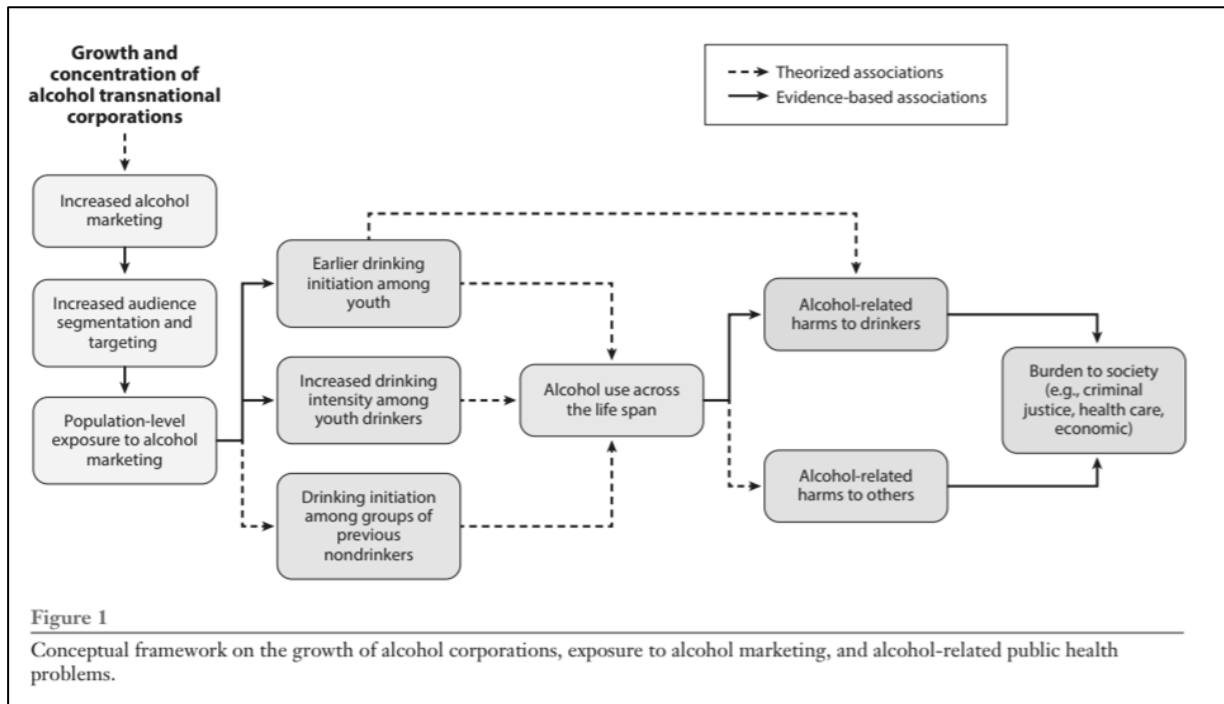 Growth and
concentration of
alcohol transnational
corporations
Theorized associations
Evidence-based associations
Increased alcohol
marketing
Increased audience
segmentation and
targeting
Population-level
exposure to alcohol
marketing
Earlier drinking
initiation among
youth
Increased drinking
intensity among
youth drinkers
Drinking initiation
among groups of
previous
nondrinkers
Alcohol use across
the life span
Alcohol-related
harms to drinkers
Alcohol-related
harms to others
Burden to society
(e.g., criminal
justice, health care,
economic)
Figure 1
Conceptual framework on the growth of alcohol corporations, exposure to alcohol marketing, and alcohol-related public health
problems.